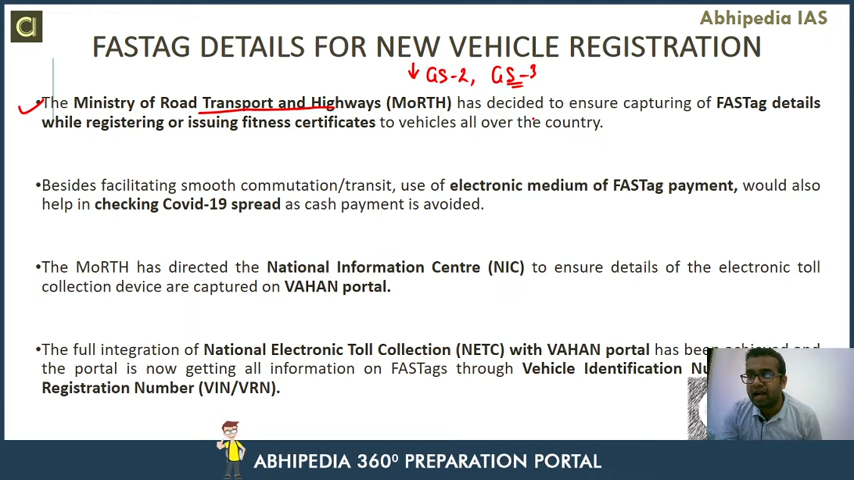 Abhipedia IAS
FASTAG DETAILS FOR NEW VEHICLE REGISTRATION
GS-2, GS-3
•The Ministry of Road Transport and Highways (MoRTH) has decided to ensure capturing of FASTag details
while registering or issuing fitness certificates to vehicles all over the country.
•Besides facilitating smooth commutation/transit, use of electronic medium of FASTag payment, would also
help in checking Covid-19 spread as cash payment is avoided.
•The MoRTH has directed the National Information Centre (NIC) to ensure details of the electronic toll
collection device are captured on VAHAN portal.
•The full integration of National Electronic Toll Collection (NETC) with VAHAN portal has been and
the portal is now getting all information on FASTags through Vehicle Identification
Registration Number (VIN/VRN).
ABHIPEDIA 360⁰ PREPARATION PORTAL